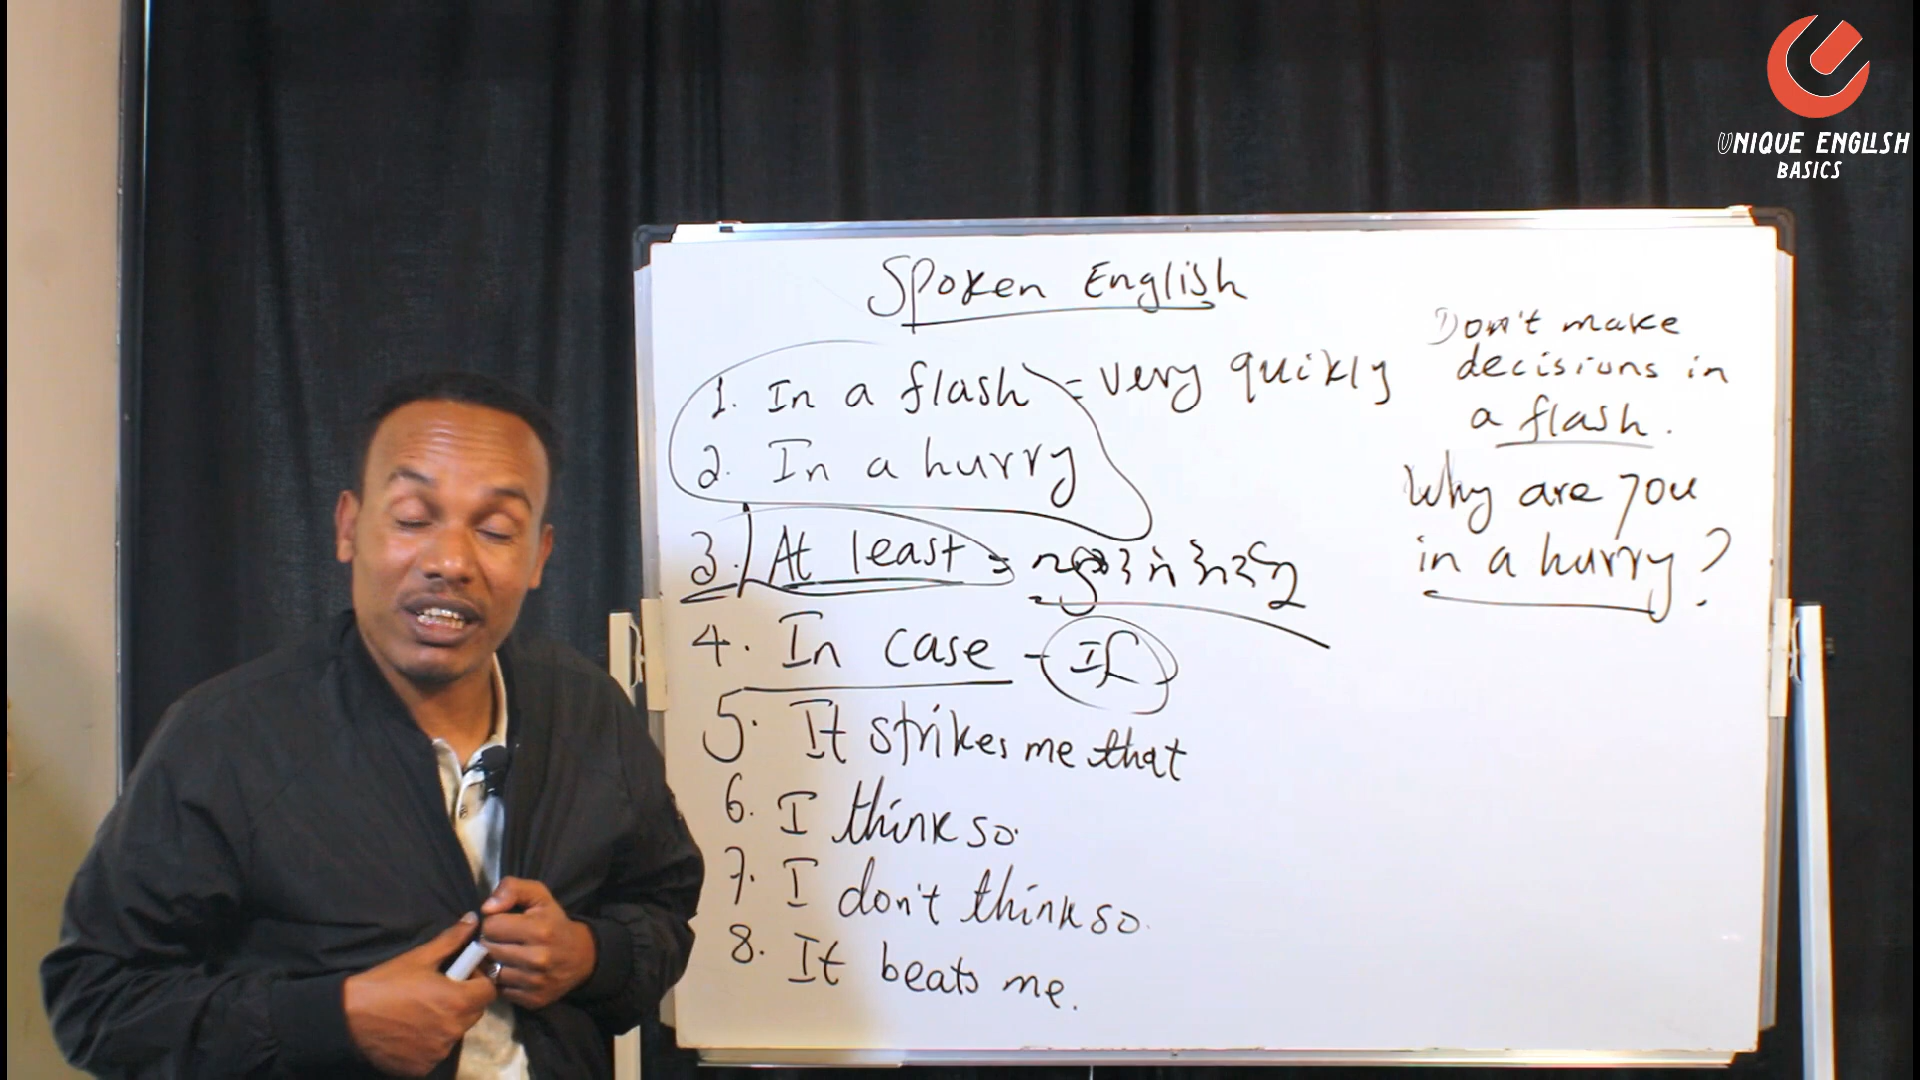 UNIQUE ENGLISH
BASICS
Spoken English
1. In a flash = very quickly
2. In a hurry
3. At least =
4. In case - If
5. It strikes me that
6. I think so.
7. I don't think so.
8. It beats me.
Don't make
decisions in
a flash.
Why are you
in a hurry?